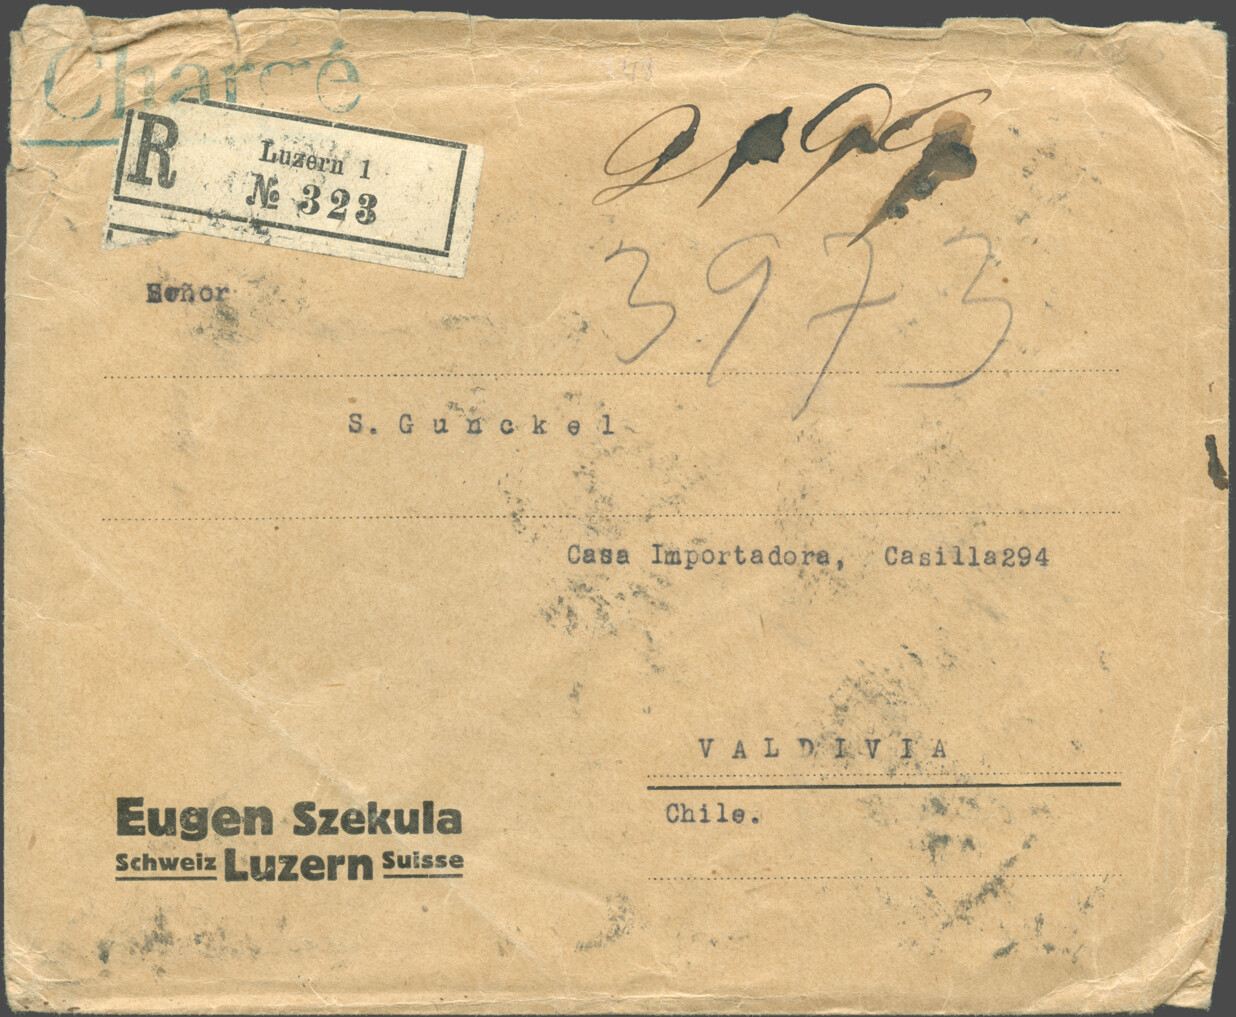 Chargé
R
Luzern 1
№ 323
3973
Señor
S. Gunckel
Casa Importadora, Casilla294
VALDIVIA
Chile.
Eugen Szekula
Schweiz Luzern Suisse